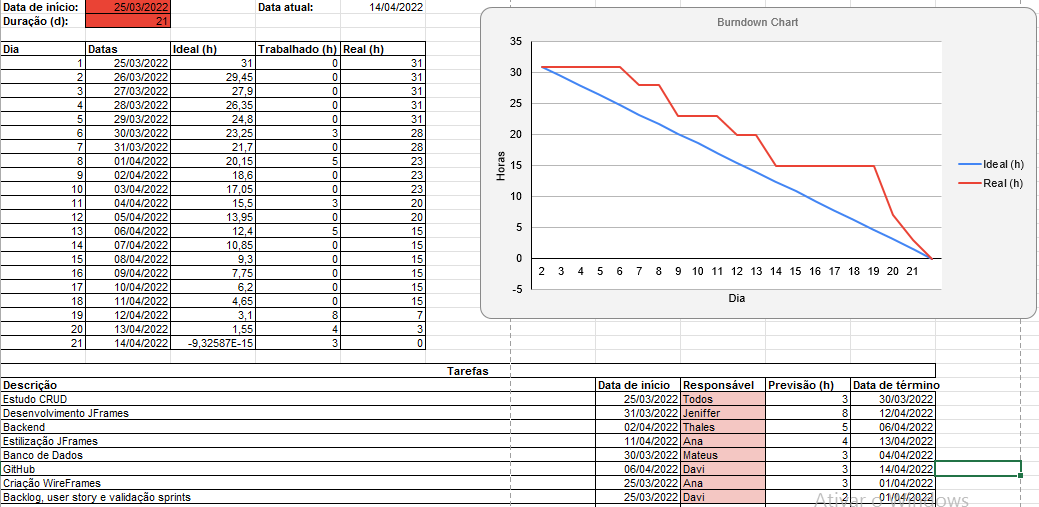 Data de início: 25/03/2022 Data atual: 14/04/2022
Duração (d): 21
Dia Datas Ideal (h) Trabalhado (h) Real (h)
1 25/03/2022 31 0 31
2 26/03/2022 29,45 0 31
3 27/03/2022 27,9 0 31
4 28/03/2022 26,35 0 31
5 29/03/2022 24,8 0 31
6 30/03/2022 23,25 3 28
7 31/03/2022 21,7 0 28
8 01/04/2022 20,15 5 23
9 02/04/2022 18,6 0 23
10 03/04/2022 17,05 0 23
11 04/04/2022 15,5 3 20
12 05/04/2022 13,95 0 20
13 06/04/2022 12,4 5 15
14 07/04/2022 10,85 0 15
15 08/04/2022 9,3 0 15
16 09/04/2022 7,75 0 15
17 10/04/2022 6,2 0 15
18 11/04/2022 4,65 0 15
19 12/04/2022 3,1 8 7
20 13/04/2022 1,55 4 3
21 14/04/2022 -9,32587E-15 3 0
Burndown Chart
35
30
25
20
15
10
5
0
-5
Horas
2 3 4 5 6 7 8 9 10 11 12 13 14 15 16 17 18 19 20 21
Dia
Ideal (h)
Real (h)
Tarefas
Descrição Data de início Responsável Previsão (h) Data de término
Estudo CRUD 25/03/2022 Todos 3 30/03/2022
Desenvolvimento JFrames 31/03/2022 Jeniffer 8 12/04/2022
Backend 02/04/2022 Thales 5 06/04/2022
Estilização JFrames 11/04/2022 Ana 4 13/04/2022
Banco de Dados 30/03/2022 Mateus 3 04/04/2022
GitHub 06/04/2022 Davi 3 14/04/2022
Criação WireFrames 25/03/2022 Ana 3 01/04/2022
Backlog, user story e validação sprints 25/03/2022 Davi 2 01/04/2022
Ativar o Windows